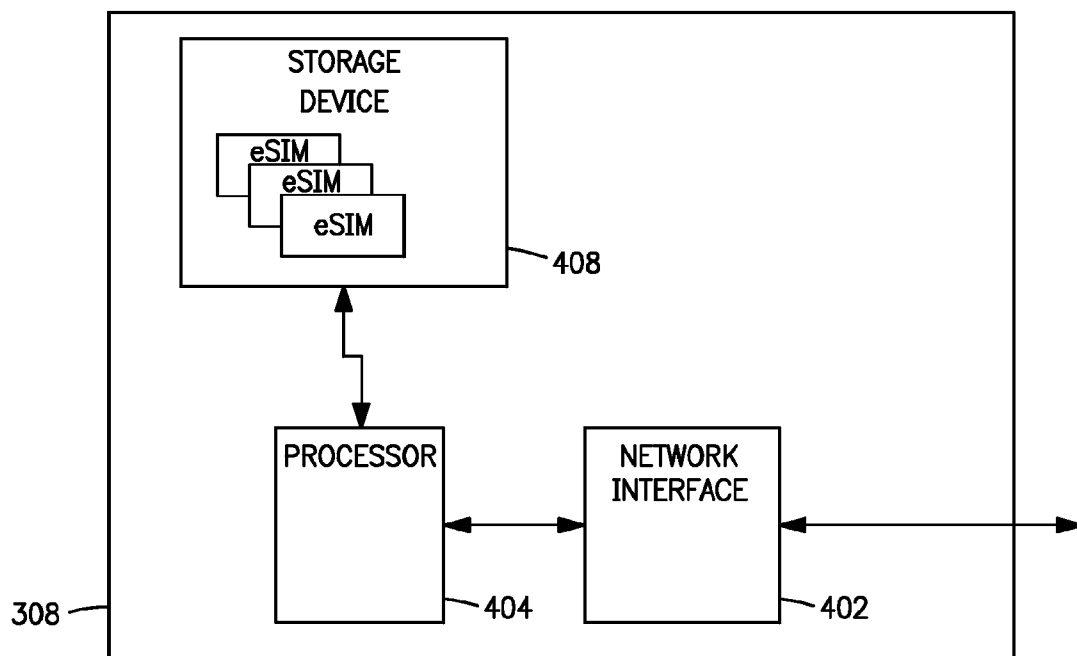 STORAGE
DEVICE
eSIM
eSIM
eSIM
408
PROCESSOR
NETWORK
INTERFACE
308
404
402